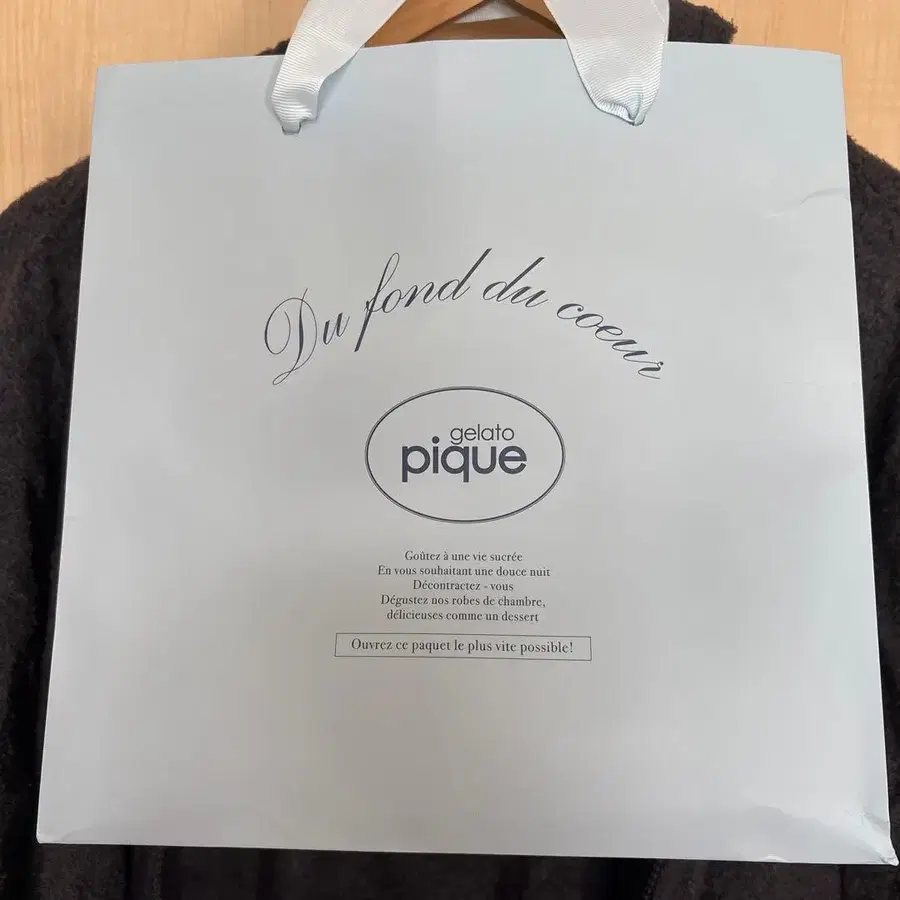 Du fond du coeur
gelato
pique
Goûtez à une vie sucrée
En vous souhaitant une douce nuit
Décontractez - vous
Dégustez nos robes de chambre,
délicieuses comme un dessert
Ouvrez ce paquet le plus vite possible!